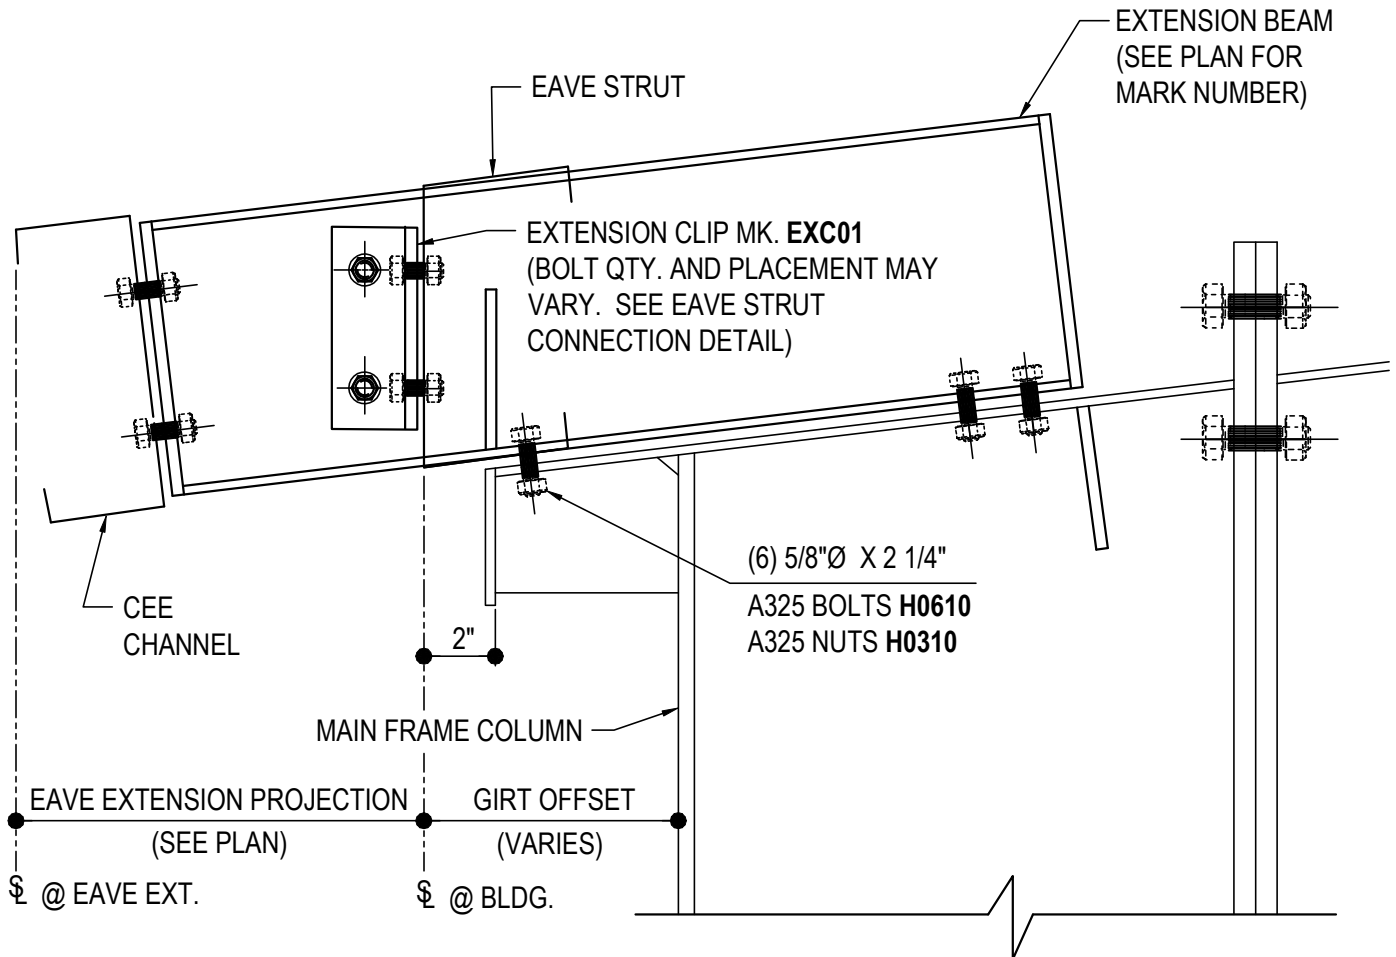 EXTENSION BEAM
(SEE PLAN FOR
MARK NUMBER)
EAVE STRUT
EXTENSION CLIP MK. EXC01
(BOLT QTY. AND PLACEMENT MAY
VARY. SEE EAVE STRUT
CONNECTION DETAIL)
(6) 5/8"Ø X 2 1/4"
A325 BOLTS H0610
A325 NUTS H0310
CEE
CHANNEL
2"
MAIN FRAME COLUMN
EAVE EXTENSION PROJECTION
(SEE PLAN)
GIRT OFFSET
(VARIES)
SL @ EAVE EXT.
SL @ BLDG.